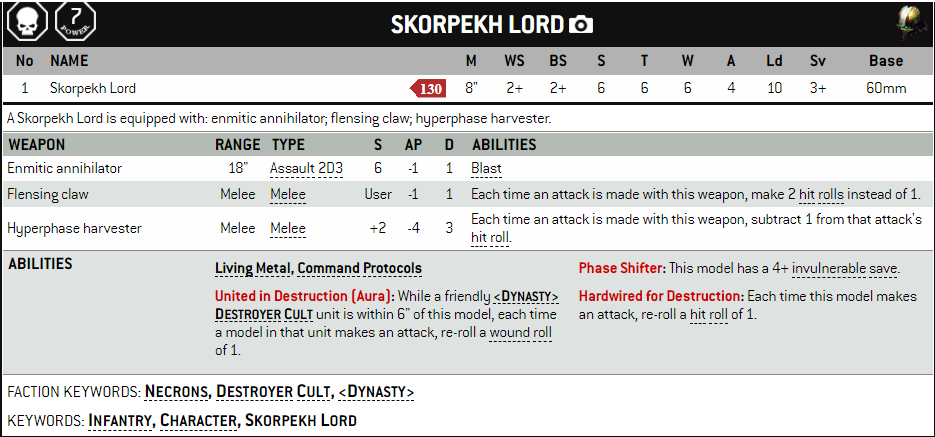 7
POWER
SKORPEKH LORD
No NAME M WS BS S T W A Ld Sv Base
1 Skorpekh Lord 130 8" 2+ 2+ 6 6 6 4 10 3+ 60mm
A Skorpekh Lord is equipped with: enmitic annihilator; flensing claw; hyperphase harvester.
WEAPON RANGE TYPE S AP D ABILITIES
Enmitic annihilator 18" Assault 2D3 6 -1 1 Blast
Flensing claw Melee Melee User -1 1 Each time an attack is made with this weapon, make 2 hit rolls instead of 1.
Hyperphase harvester Melee Melee +2 -4 3 Each time an attack is made with this weapon, subtract 1 from that attack's
hit roll.
ABILITIES
Living Metal, Command Protocols
United in Destruction (Aura): While a friendly <DYNASTY>
DESTROYER CULT unit is within 6" of this model, each time
a model in that unit makes an attack, re-roll a wound roll
of 1.
Phase Shifter: This model has a 4+ invulnerable save.
Hardwired for Destruction: Each time this model makes
an attack, re-roll a hit roll of 1.
FACTION KEYWORDS: NECRONS, DESTROYER CULT, <DYNASTY>
KEYWORDS: INFANTRY, CHARACTER, SKORPEKH LORD